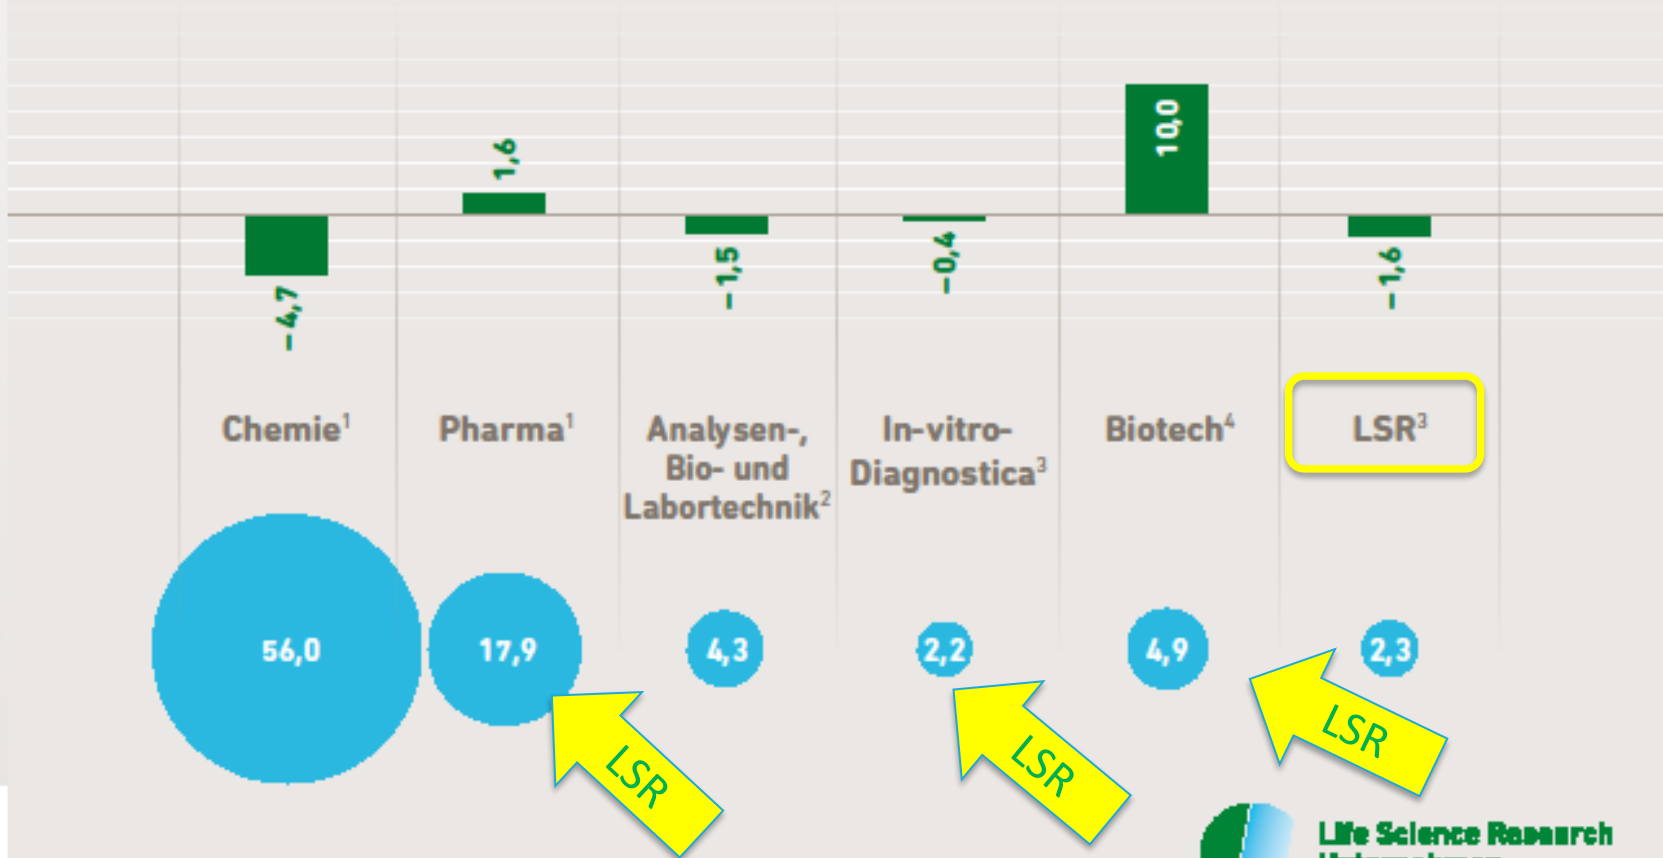 10,0
1,6
–4,7
–1,5
–0,4
–1,6
Chemie¹
Pharma¹
Analysen-,
Bio- und
Labortechnik²
In-vitro-
Diagnostica³
Biotech⁴
LSR³
56,0
17,9
4,3
2,2
4,9
2,3
LSR
LSR
LSR
Life Science Research